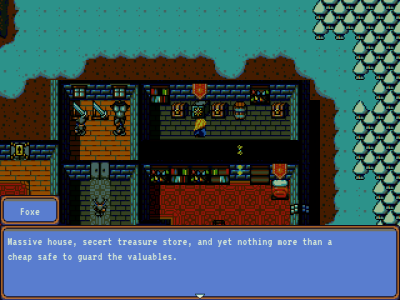 Foxe
Massive house, secert treasure store, and yet nothing more than a
cheap safe to guard the valuables.